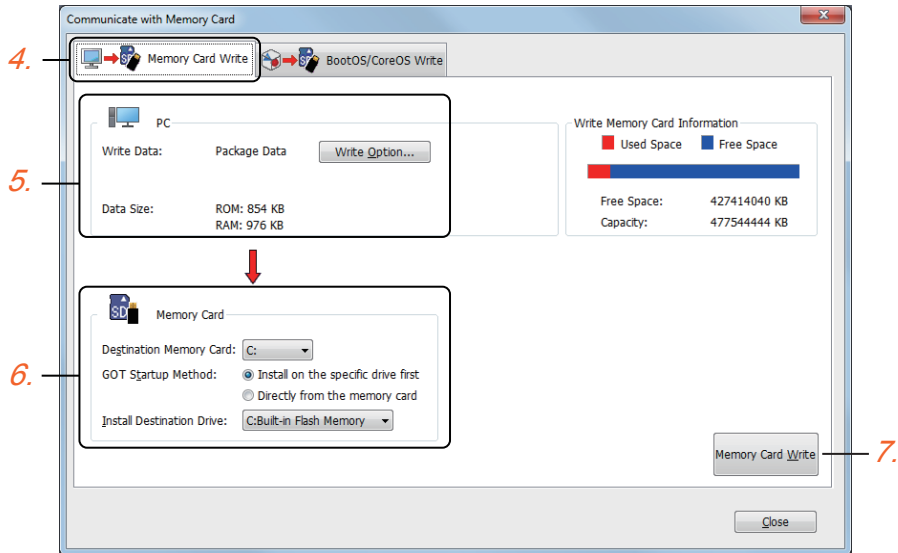 Communicate with Memory Card
4.
Memory Card Write
BootOS/CoreOS Write
5.
PC
Write Data: Package Data Write Option...
Data Size: ROM: 854 KB
RAM: 976 KB
Write Memory Card Information
Used Space Free Space
Free Space: 427414040 KB
Capacity: 477544444 KB
6.
SD
Memory Card
Destination Memory Card: C:
GOT Startup Method: Install on the specific drive first
Directly from the memory card
Install Destination Drive: C:Built-in Flash Memory
Memory Card Write
7.
Close